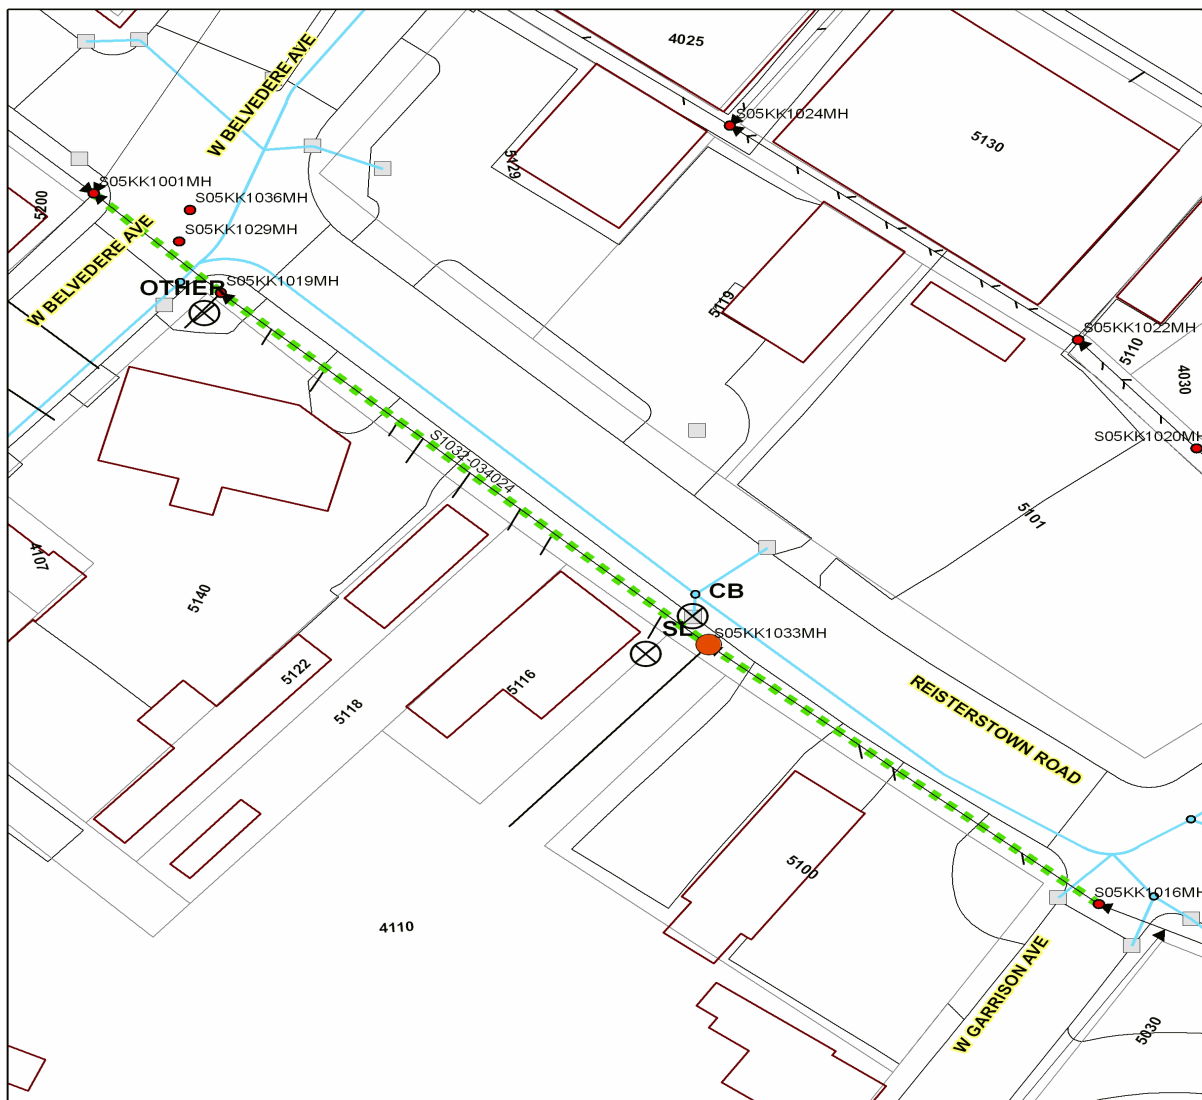 4025
W BELVEDERE AVE
S05KK1024MH
5130
5129
S05KK1001MH
S05KK1036MH
5200
S05KK1029MH
W BELVEDERE AVE
OTHER
S05KK1019MH
5119
S05KK1022MH
5110
4030
S05KK1020MH
S1032-034024
5101
4107
5140
CB
SL
S05KK1033MH
5122
5116
5118
REISTERSTOWN ROAD
5100
S05KK1016MH
4110
W GARRISON AVE
5030